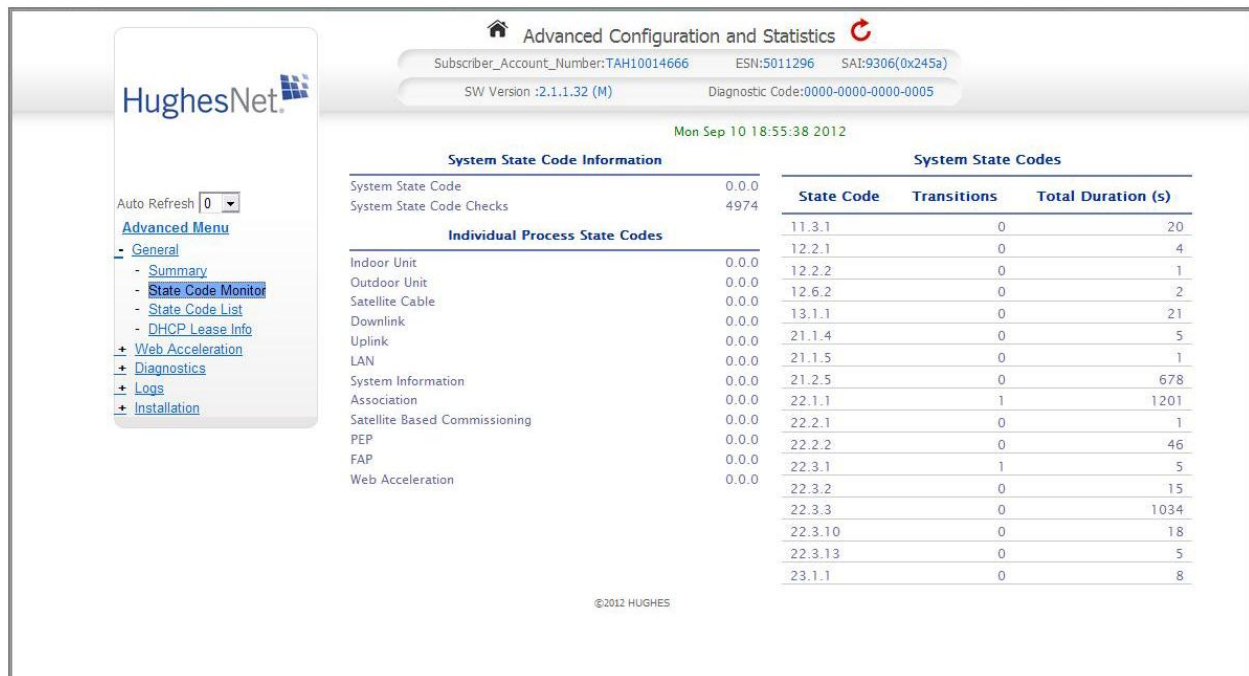 Advanced Configuration and Statistics
Subscriber_Account_Number:TAH10014666 ESN:5011296 SAI:9306(0x245a)
SW Version :2.1.1.32 (M) Diagnostic Code:0000-0000-0000-0005
HughesNet.
Mon Sep 10 18:55:38 2012
Auto Refresh 0
Advanced Menu
- General
- Summary
- State Code Monitor
- State Code List
- DHCP Lease Info
+ Web Acceleration
+ Diagnostics
+ Logs
+ Installation
System State Code Information
System State Code 0.0.0
System State Code Checks 4974
Individual Process State Codes
Indoor Unit 0.0.0
Outdoor Unit 0.0.0
Satellite Cable 0.0.0
Downlink 0.0.0
Uplink 0.0.0
LAN 0.0.0
System Information 0.0.0
Association 0.0.0
Satellite Based Commissioning 0.0.0
PEP 0.0.0
FAP 0.0.0
Web Acceleration 0.0.0
System State Codes
State Code Transitions Total Duration (s)
11.3.1 0 20
12.2.1 0 4
12.2.2 0 1
12.6.2 0 2
13.1.1 0 21
21.1.4 0 5
21.1.5 0 1
21.2.5 0 678
22.1.1 1 1201
22.2.1 0 1
22.2.2 0 46
22.3.1 1 5
22.3.2 0 15
22.3.3 0 1034
22.3.10 0 18
22.3.13 0 5
23.1.1 0 8
©2012 HUGHES